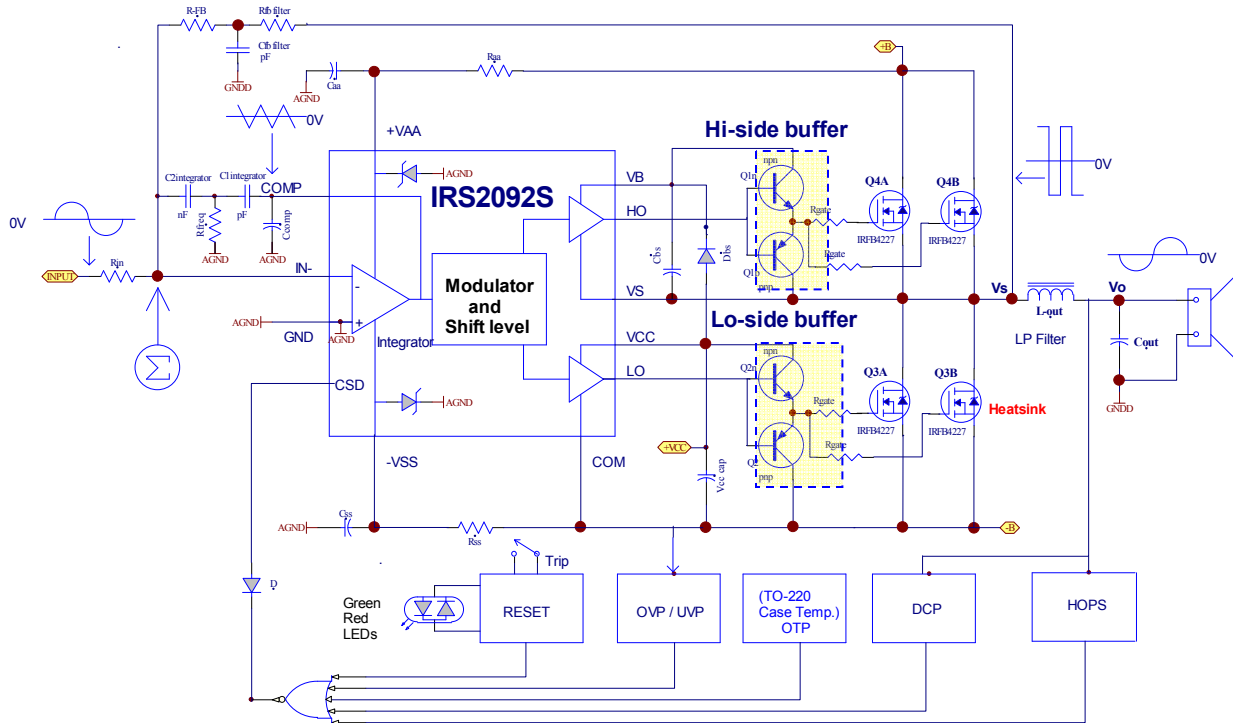 R-FB
Rfb filter
Cfb filter
pF
GNDD
+B
Raa
Caa
AGND
0V
+VAA
Hi-side buffer
AGND
IRS2092S
C2 integrator
C1 integrator
COMP
nF
pF
Rfreq
Ccomp
AGND
AGND
0V
INPUT
Rin
IN-
-
+
AGND
GND
AGND
Integrator
Modulator
and
Shift level
VB
HO
VS
VCC
LO
COM
Cbs
Dbs
npn
Q1n
Q1p
pnp
Rgate
Rgate
Q4A
Q4B
IRFB4227
IRFB4227
0V
0V
Vs
L-out
LP Filter
Vo
Cout
GNDD
Σ
CSD
AGND
-VSS
Lo-side buffer
npn
Q2n
pnp
Rgate
Rgate
Q3A
Q3B
IRFB4227
IRFB4227
Heatsink
+VCC
Vcc cap
AGND
Css
Rss
-B
Trip
D
Green
Red
LEDs
RESET
OVP / UVP
(TO-220
Case Temp.)
OTP
DCP
HOPS